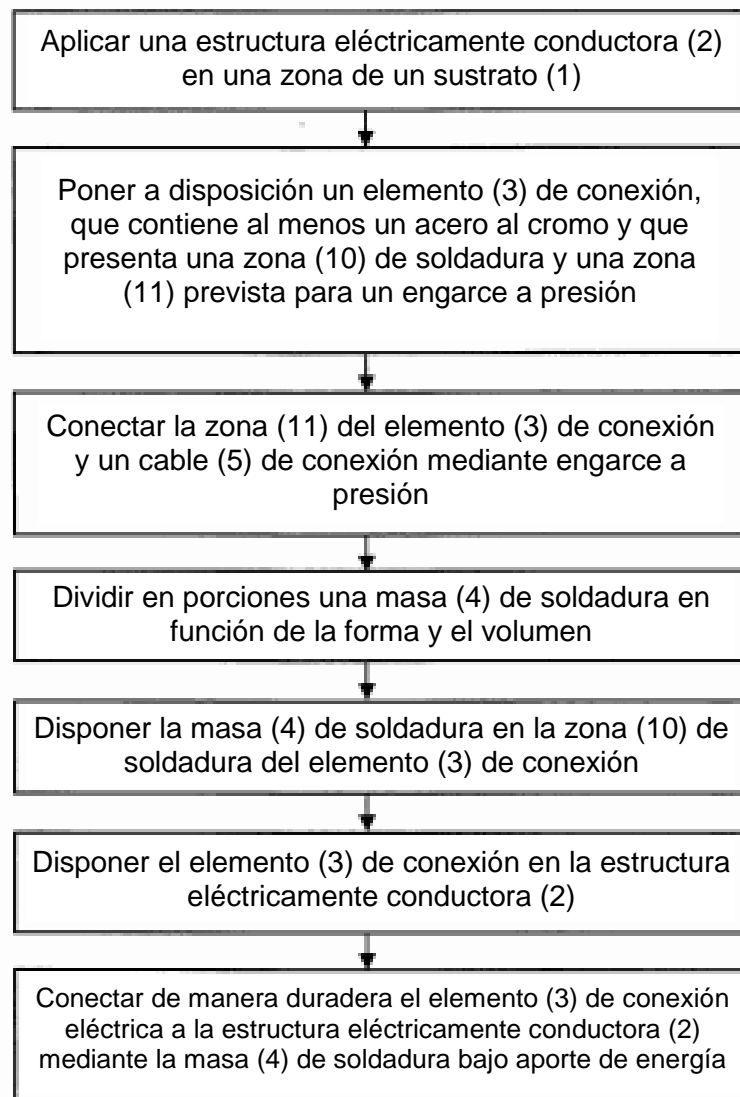 Aplicar una estructura eléctricamente conductora (2)
en una zona de un sustrato (1)
Poner a disposición un elemento (3) de conexión,
que contiene al menos un acero al cromo y que
presenta una zona (10) de soldadura y una zona
(11) prevista para un engarce a presión
Conectar la zona (11) del elemento (3) de conexión
y un cable (5) de conexión mediante engarce a
presión
Dividir en porciones una masa (4) de soldadura en
función de la forma y el volumen
Disponer la masa (4) de soldadura en la zona (10) de
soldadura del elemento (3) de conexión
Disponer el elemento (3) de conexión en la estructura
eléctricamente conductora (2)
Conectar de manera duradera el elemento (3) de conexión
eléctrica a la estructura eléctricamente conductora (2)
mediante la masa (4) de soldadura bajo aporte de energía